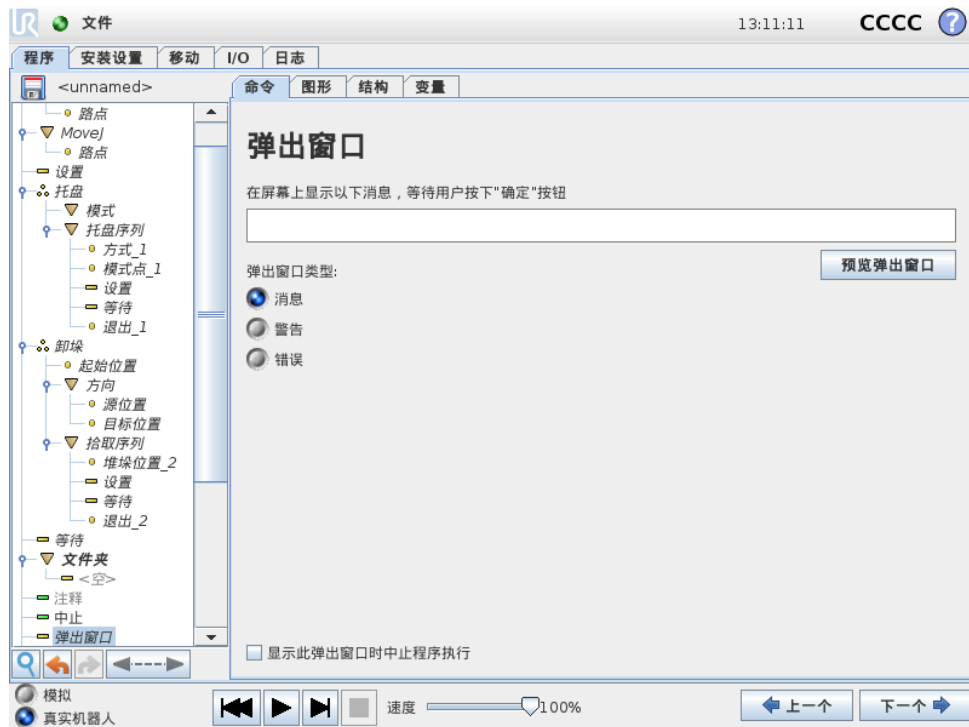 UR 文件 13:11:11 CCCC ?
程序 安装设置 移动 I/O 日志
<unnamed>
命令 图形 结构 变量
路点
MoveJ
路点
设置
托盘
模式
托盘序列
方式_1
模式点_1
设置
等待
退出_1
卸垛
起始位置
方向
源位置
目标位置
拾取序列
堆垛位置_2
设置
等待
退出_2
等待
文件夹
<空>
注释
中止
弹出窗口
弹出窗口
在屏幕上显示以下消息，等待用户按下"确定"按钮
预览弹出窗口
弹出窗口类型:
消息
警告
错误
显示此弹出窗口时中止程序执行
模拟
真实机器人
速度 100%
上一个 下一个